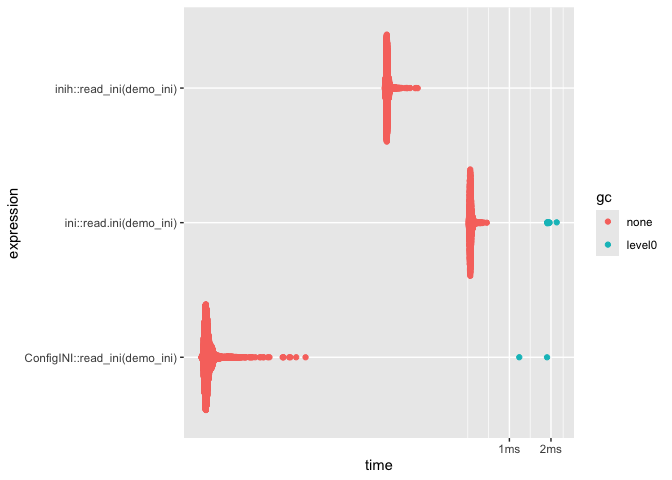 inih::read_ini(demo_ini)
ini::read.ini(demo_ini)
ConfigINI::read_ini(demo_ini)
expression
1ms
2ms
time
gc
none
level0